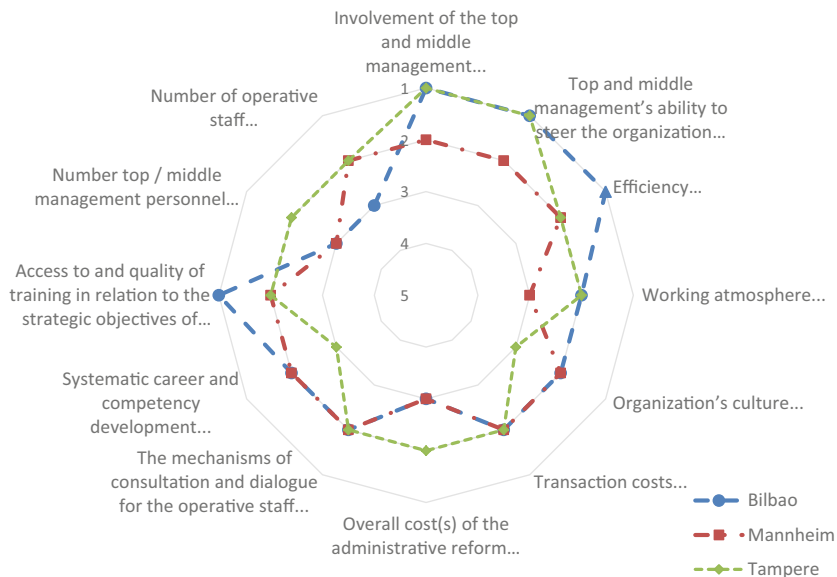 Involvement of the top
and middle
management...
Top and middle
management's ability to
steer the organization...
Efficiency...
Working atmosphere...
Organization's culture...
Transaction costs...
Overall cost(s) of the
administrative reform...
The mechanisms of
consultation and dialogue
for the operative staff...
Systematic career and
competency
development...
Access to and quality of
training in relation to the
strategic objectives of...
Number top / middle
management personnel...
Number of operative
staff...
1
2
3
4
5
Bilbao
Mannheim
Tampere